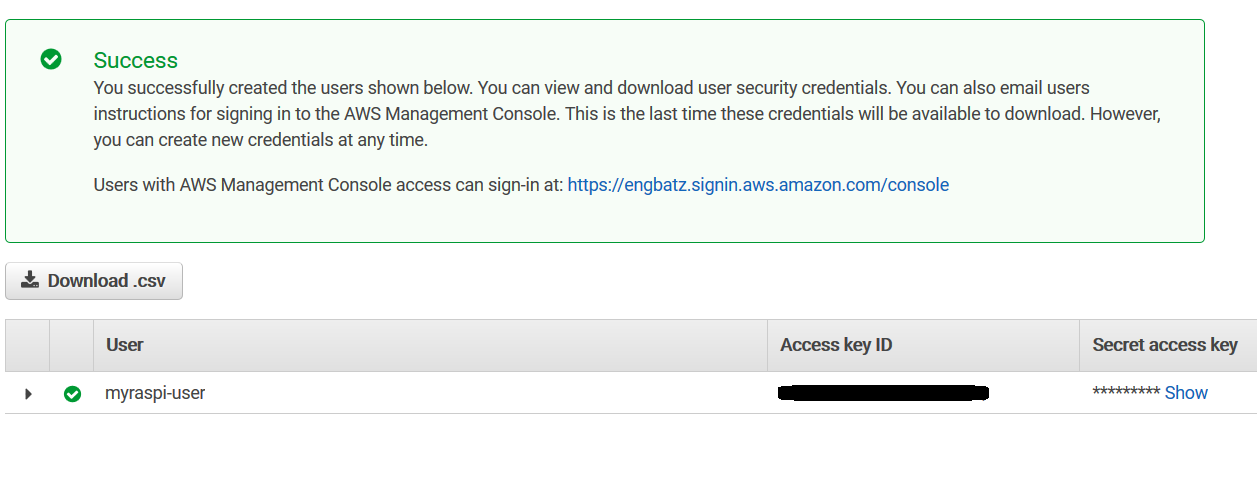 Success
You successfully created the users shown below. You can view and download user security credentials. You can also email users
instructions for signing in to the AWS Management Console. This is the last time these credentials will be available to download. However,
you can create new credentials at any time.
Users with AWS Management Console access can sign-in at: https://engbatz.signin.aws.amazon.com/console
Download .csv
User Access key ID Secret access key
myraspi-user ********* Show